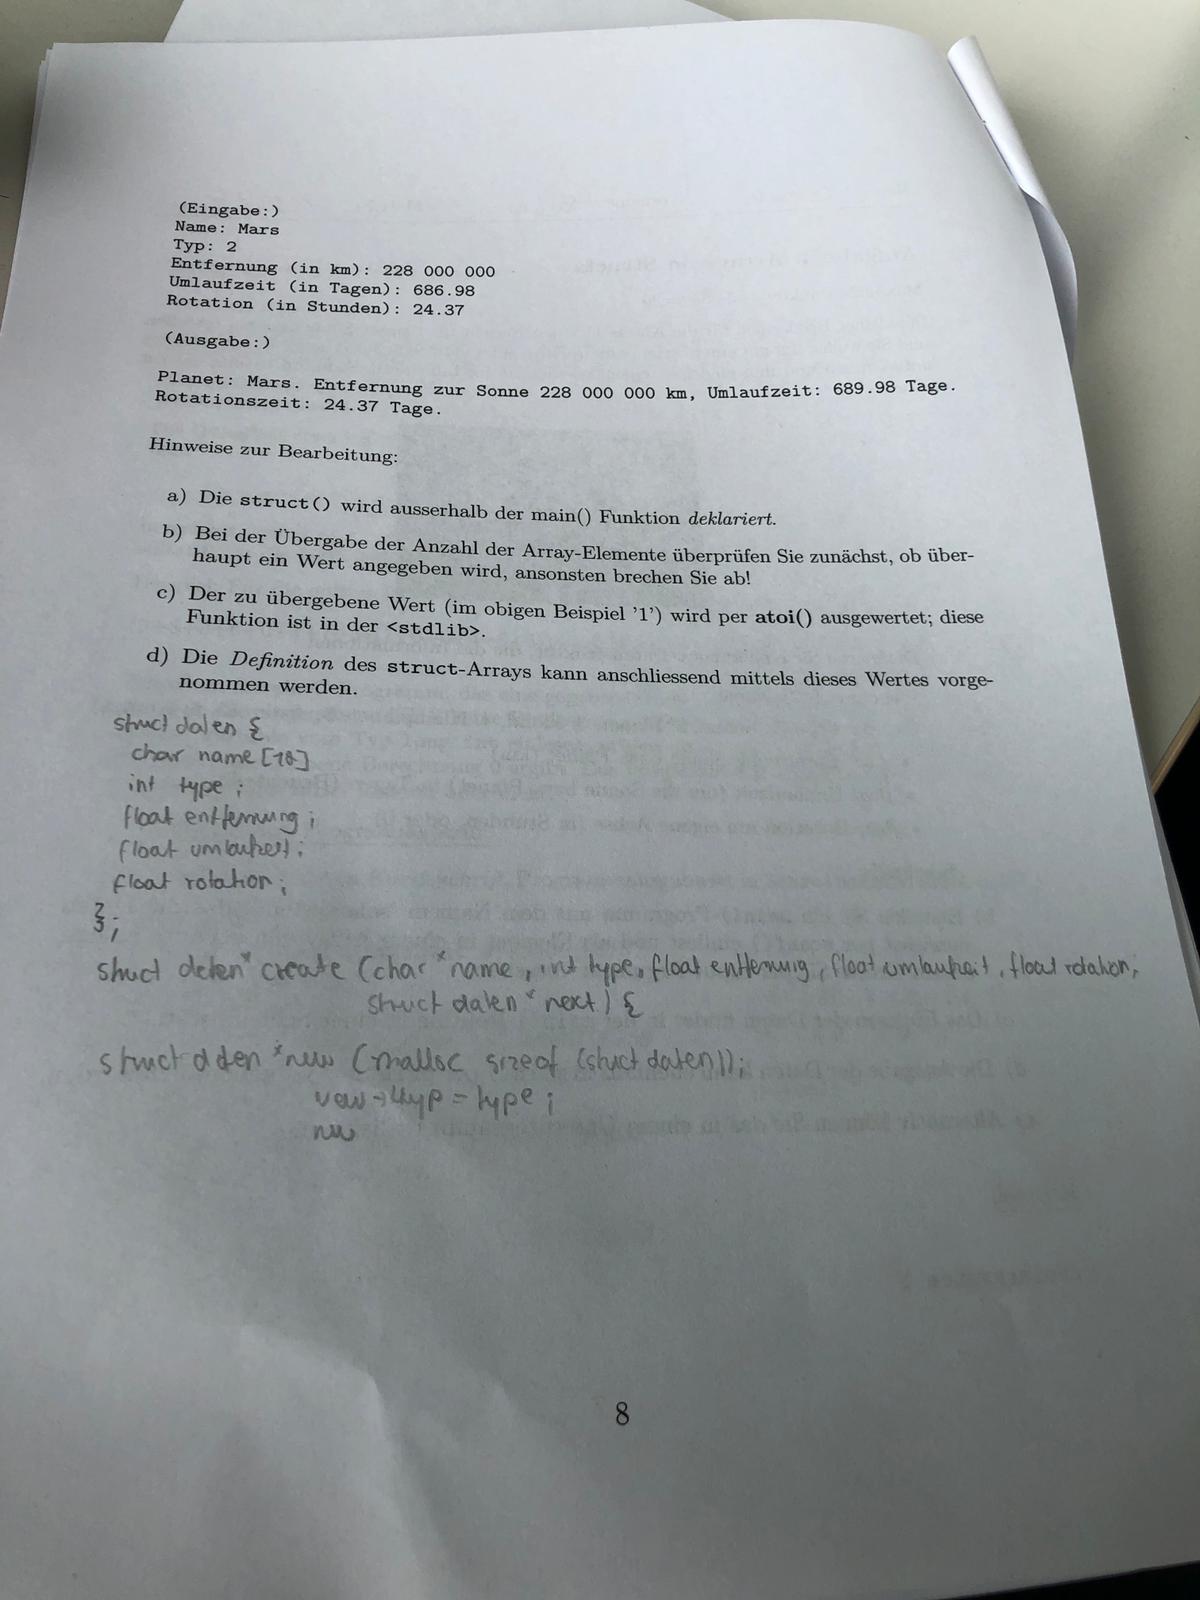 (Eingabe:)
Name: Mars
Typ: 2
Entfernung (in km): 228 000 000
Umlaufzeit (in Tagen): 686.98
Rotation (in Stunden): 24.37
(Ausgabe:)
Planet: Mars. Entfernung zur Sonne 228 000 000 km, Umlaufzeit: 689.98 Tage.
Rotationszeit: 24.37 Tage.
Hinweise zur Bearbeitung:
a) Die struct() wird ausserhalb der main() Funktion deklariert.
b) Bei der Übergabe der Anzahl der Array-Elemente überprüfen Sie zunächst, ob über-
haupt ein Wert angegeben wird, ansonsten brechen Sie ab!
c) Der zu übergebene Wert (im obigen Beispiel '1') wird per atoi() ausgewertet; diese
Funktion ist in der <stdlib>.
d) Die Definition des struct-Arrays kann anschliessend mittels dieses Wertes vorge-
nommen werden.
struct daten {
char name [ ]
int type ;
float entfernung ;
float umlaufzeit ;
float rotation ;
};
struct daten* create (char *name, int type, float entfernung, float umlaufzeit, float rotation,
struct daten * next) {
struct daten *new (malloc sizeof (struct daten));
= type ;